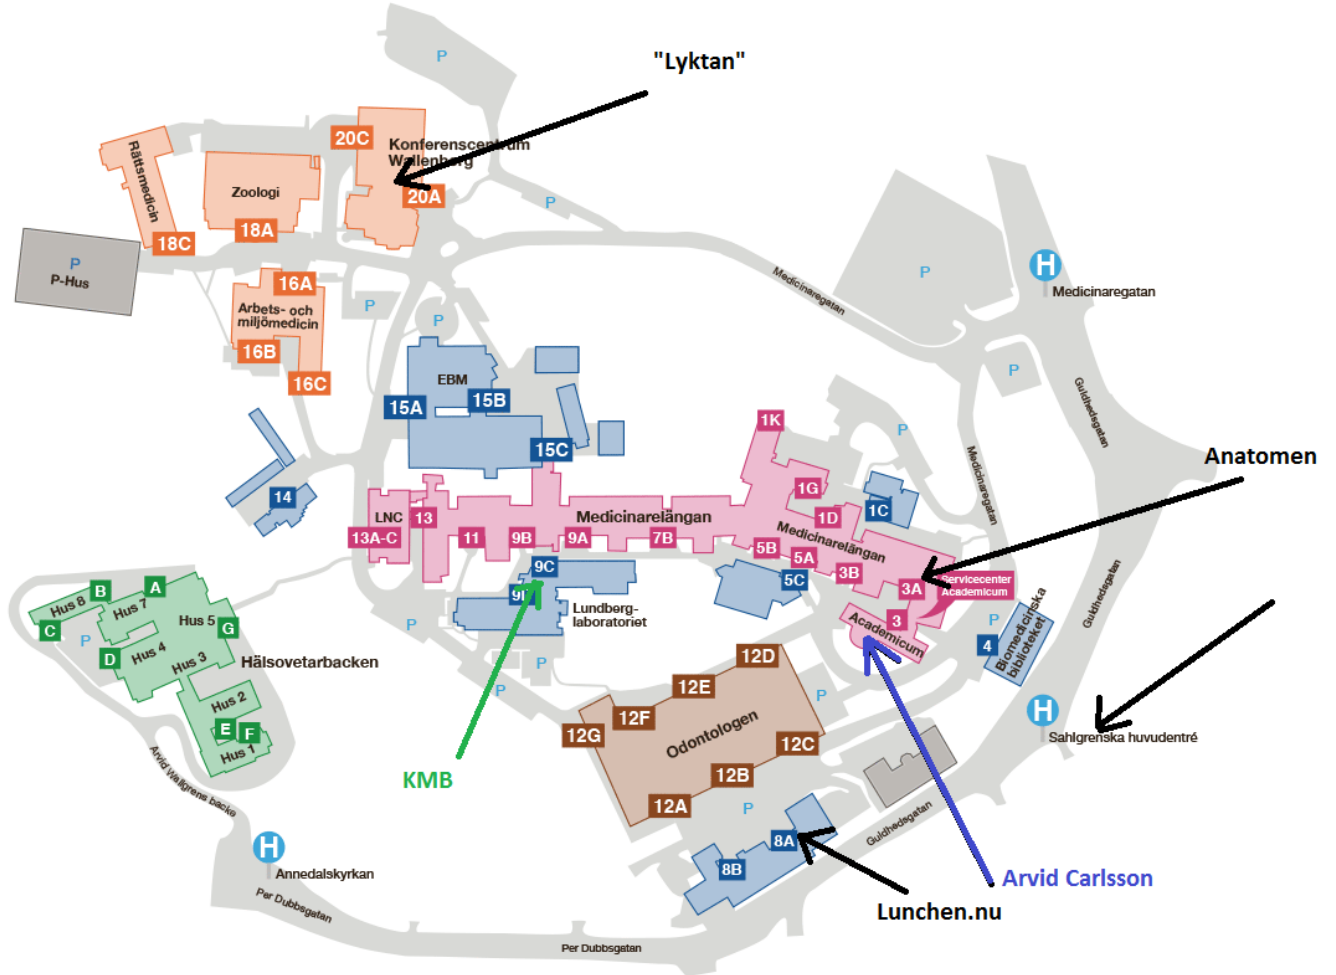 P
"Lyktan"
20C
Konferenscentrum
Wallenberg
20A
Rättsmedicin
Zoologi
18A
18C
P
P-Hus
P
P
H
Medicinaregatan
Medicinaregatan
16A
Arbets- och
miljömedicin
16B
16C
P
P
P
Guldhedsgatan
EBM
15A
15B
15C
1K
P
Medicinaregatan
Anatomen
14
1G
1C
1D
LNC
13
Medicinarelängan
Medicinarelängan
13A-C
11
9B
9A
7B
5B
5A
3B
5C
3A
Servicecenter
Academicum
9C
Lundberg-
laboratoriet
3
Academicum
P
4
Biomedicinska
biblioteket
Guldhedsgatan
Hus 8
B
A
Hus 7
C
Hus 5
G
P
D
Hus 4
Hus 3
Hälsovetarbacken
Hus 2
E
F
Hus 1
P
P
P
12D
12E
12F
12G
Odontologen
12C
12B
12A
P
P
H
Sahlgrenska huvudentré
KMB
Arvid Wallgrens backe
8A
8B
Guldhedsgatan
Arvid Carlsson
Lunchen.nu
H
Annedalskyrkan
Per Dubbsgatan
Per Dubbsgatan